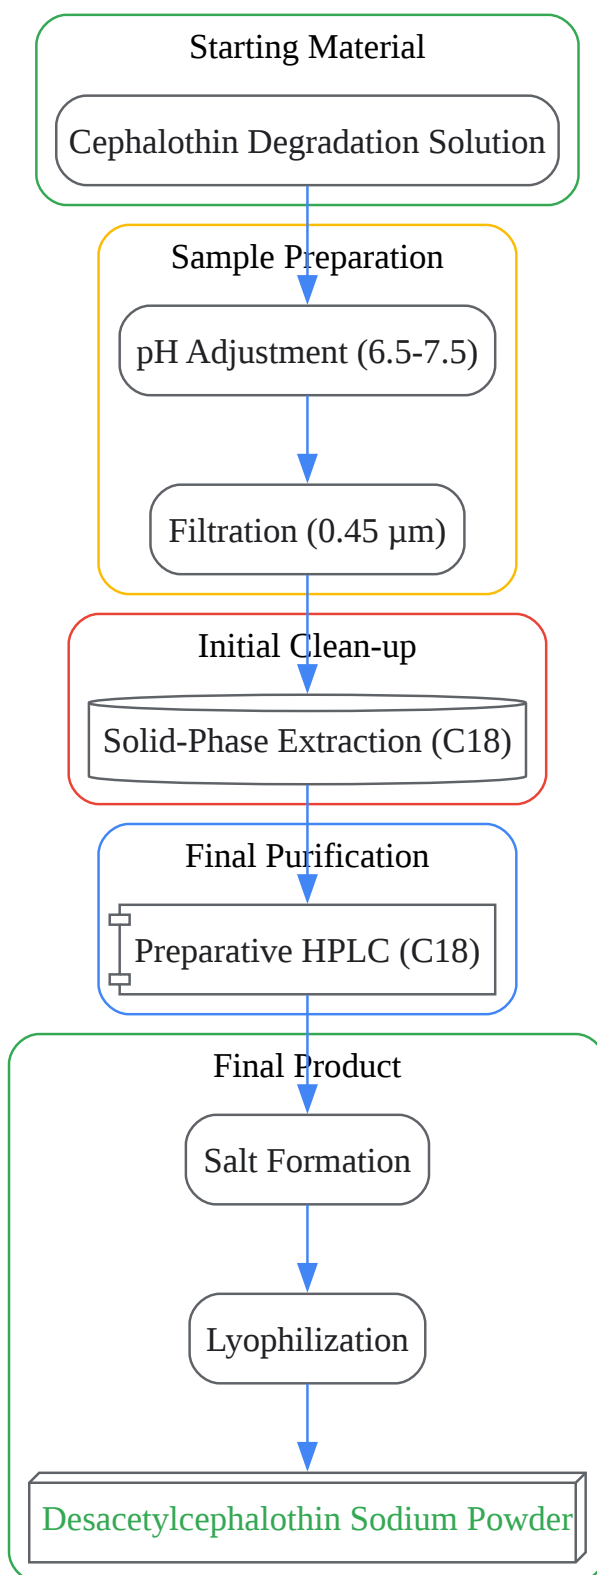 Starting Material
Cephalothin Degradation Solution
Sample Preparation
pH Adjustment (6.5-7.5)
Filtration (0.45 µm)
Initial Clean-up
Solid-Phase Extraction (C18)
Final Purification
Preparative HPLC (C18)
Final Product
Salt Formation
Lyophilization
Desacetylcephalothin Sodium Powder